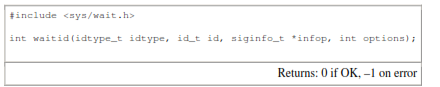 #include <sys/wait.h>
int waitid(idtype_t idtype, id_t id, siginfo_t *infop, int options);
Returns: 0 if OK, –1 on error